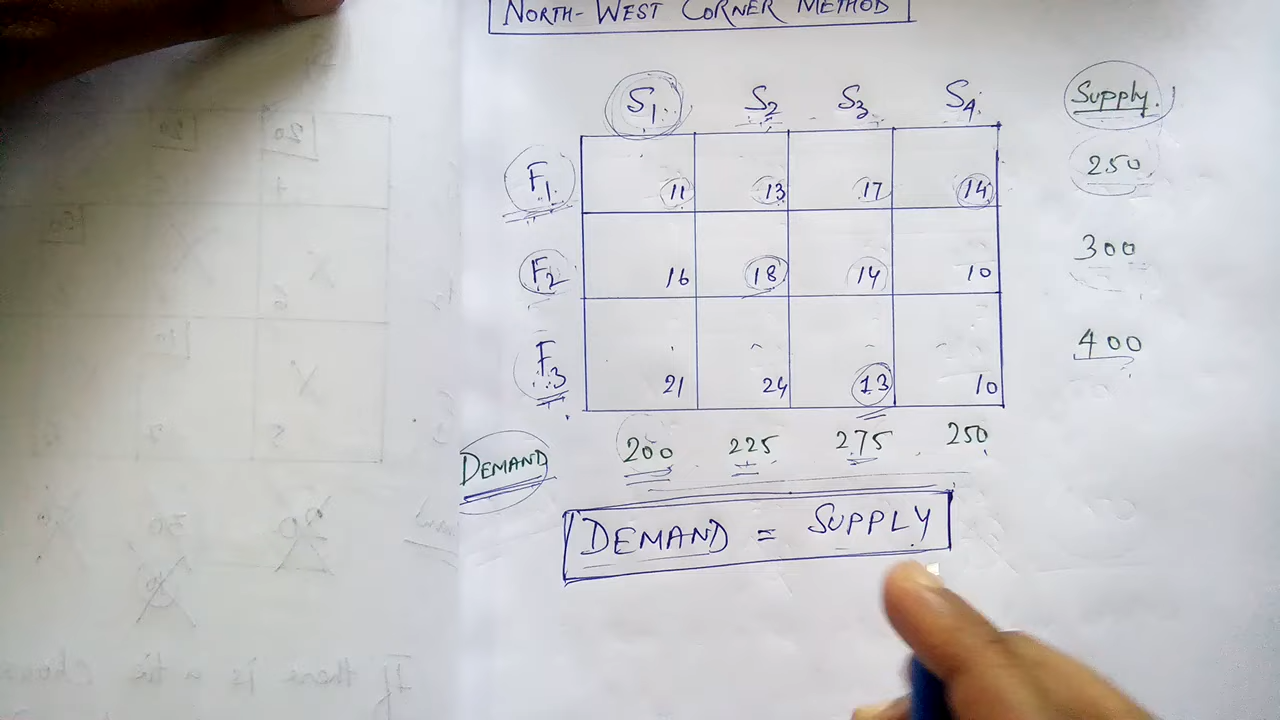 NORTH-WEST CORNER METHOD
S1 S2 S3 S4 Supply.
F1 11 13 17 14 250
F2 16 18 14 10 300
F3 21 24 13 10 400
DEMAND 200 225 275 250
DEMAND = SUPPLY